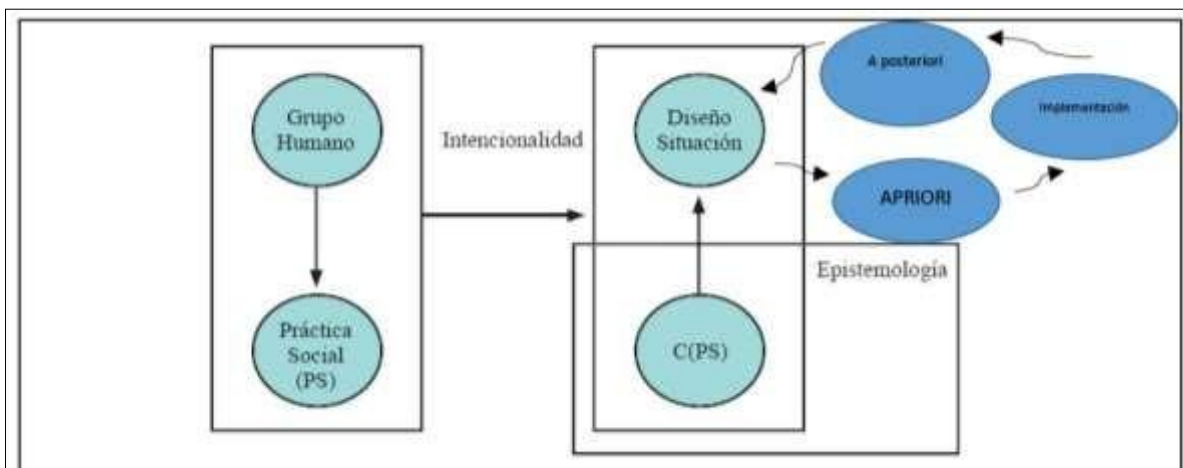 Grupo
Humano
Práctica
Social
(PS)
Intencionalidad
Diseño
Situación
C(PS)
Epistemología
A posteriori
Implementación
APRIORI